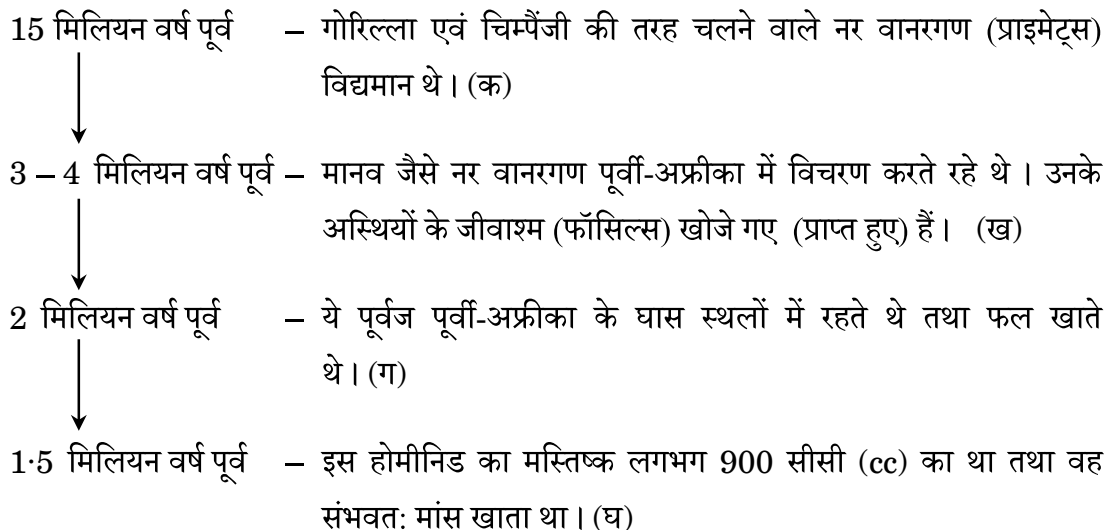 15 मिलियन वर्ष पूर्व – गोरिल्ला एवं चिम्पैंजी की तरह चलने वाले नर वानरगण (प्राइमेट्स)
विद्यमान थे। (क)
3 – 4 मिलियन वर्ष पूर्व – मानव जैसे नर वानरगण पूर्वी-अफ्रीका में विचरण करते रहे थे । उनके
अस्थियों के जीवाश्म (फॉसिल्स) खोजे गए (प्राप्त हुए) हैं। (ख)
2 मिलियन वर्ष पूर्व – ये पूर्वज पूर्वी-अफ्रीका के घास स्थलों में रहते थे तथा फल खाते
थे। (ग)
1·5 मिलियन वर्ष पूर्व – इस होमीनिड का मस्तिष्क लगभग 900 सीसी (cc) का था तथा वह
संभवत: मांस खाता था। (घ)